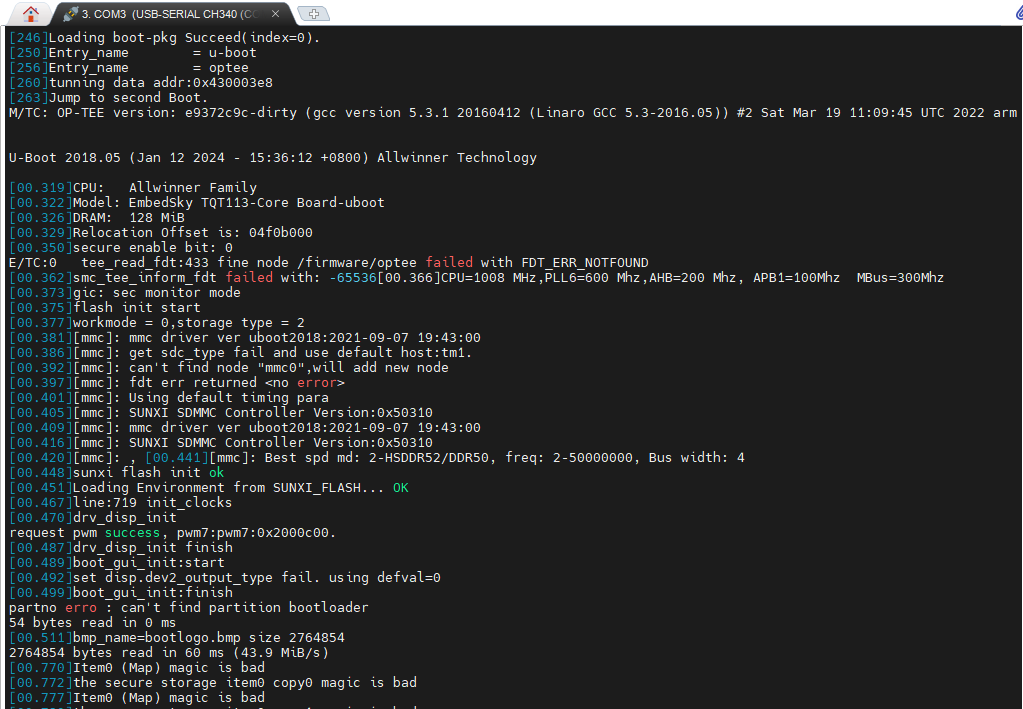 3. COM3  (USB-SERIAL CH340 (CO
[246]Loading boot-pkg Succeed(index=0).
[250]Entry_name        = u-boot
[256]Entry_name        = optee
[260]tunning data addr:0x430003e8
[263]Jump to second Boot.
M/TC: OP-TEE version: e9372c9c-dirty (gcc version 5.3.1 20160412 (Linaro GCC 5.3-2016.05)) #2 Sat Mar 19 11:09:45 UTC 2022 arm
U-Boot 2018.05 (Jan 12 2024 - 15:36:12 +0800) Allwinner Technology
[00.319]CPU:   Allwinner Family
[00.322]Model: EmbedSky TQT113-Core Board-uboot
[00.326]DRAM:  128 MiB
[00.329]Relocation Offset is: 04f0b000
[00.350]secure enable bit: 0
E/TC:0   tee_read_fdt:433 fine node /firmware/optee failed with FDT_ERR_NOTFOUND
[00.362]smc_tee_inform_fdt failed with: -65536[00.366]CPU=1008 MHz,PLL6=600 Mhz,AHB=200 Mhz, APB1=100Mhz  MBus=300Mhz
[00.373]gic: sec monitor mode
[00.375]flash init start
[00.377]workmode = 0,storage type = 2
[00.381][mmc]: mmc driver ver uboot2018:2021-09-07 19:43:00
[00.386][mmc]: get sdc_type fail and use default host:tm1.
[00.392][mmc]: can't find node "mmc0",will add new node
[00.397][mmc]: fdt err returned <no error>
[00.401][mmc]: Using default timing para
[00.405][mmc]: SUNXI SDMMC Controller Version:0x50310
[00.409][mmc]: mmc driver ver uboot2018:2021-09-07 19:43:00
[00.416][mmc]: SUNXI SDMMC Controller Version:0x50310
[00.420][mmc]: , [00.441][mmc]: Best spd md: 2-HSDDR52/DDR50, freq: 2-50000000, Bus width: 4
[00.448]sunxi flash init ok
[00.451]Loading Environment from SUNXI_FLASH... OK
[00.467]line:719 init_clocks
[00.470]drv_disp_init
request pwm success, pwm7:pwm7:0x2000c00.
[00.487]drv_disp_init finish
[00.489]boot_gui_init:start
[00.492]set disp.dev2_output_type fail. using defval=0
[00.499]boot_gui_init:finish
partno erro : can't find partition bootloader
54 bytes read in 0 ms
[00.511]bmp_name=bootlogo.bmp size 2764854
2764854 bytes read in 60 ms (43.9 MiB/s)
[00.770]Item0 (Map) magic is bad
[00.772]the secure storage item0 copy0 magic is bad
[00.777]Item0 (Map) magic is bad